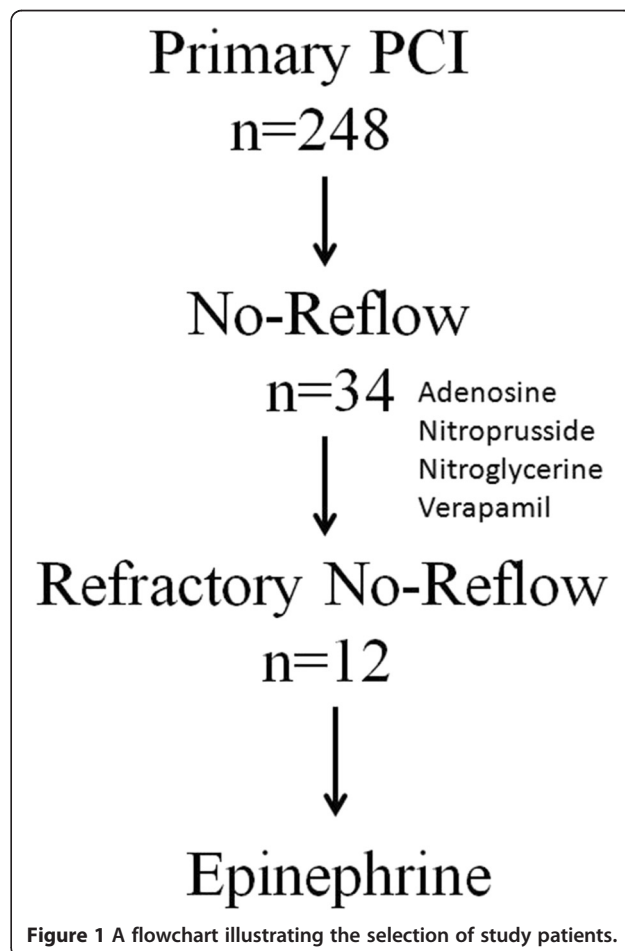 Primary PCI
n=248
No-Reflow
n=34
Adenosine
Nitroprusside
Nitroglycerine
Verapamil
Refractory No-Reflow
n=12
Epinephrine
Figure 1 A flowchart illustrating the selection of study patients.